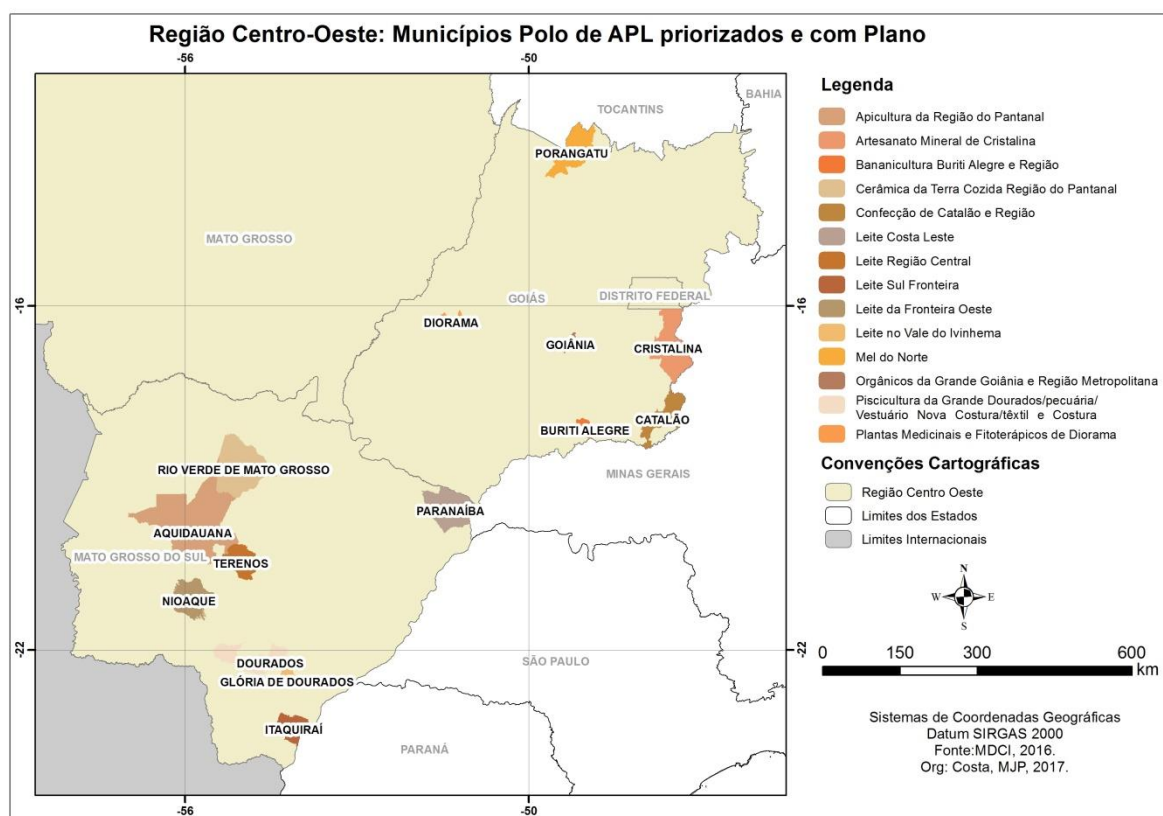 Região Centro-Oeste: Municípios Polo de APL priorizados e com Plano
-56
-50
BAHIA
TOCANTINS
PORANGATU
MATO GROSSO
-16
GOIÁS
DISTRITO FEDERAL
-16
DIORAMA
GOIÂNIA
CRISTALINA
CATALÃO
BURITI ALEGRE
MINAS GERAIS
RIO VERDE DE MATO GROSSO
PARANAÍBA
AQUIDAUANA
MATO GROSSO DO SUL
TERENOS
NIOAQUE
-22
-22
DOURADOS
SÃO PAULO
GLÓRIA DE DOURADOS
ITAQUIRAÍ
PARANÁ
-56
-50
Legenda
Apicultura da Região do Pantanal
Artesanato Mineral de Cristalina
Bananicultura Buriti Alegre e Região
Cerâmica da Terra Cozida Região do Pantanal
Confecção de Catalão e Região
Leite Costa Leste
Leite Região Central
Leite Sul Fronteira
Leite da Fronteira Oeste
Leite no Vale do Ivinhema
Mel do Norte
Orgânicos da Grande Goiânia e Região Metropolitana
Piscicultura da Grande Dourados/pecuária/
Vestuário Nova Costura/têxtil e Costura
Plantas Medicinais e Fitoterápicos de Diorama
Convenções Cartográficas
Região Centro Oeste
Limites dos Estados
Limites Internacionais
N
W E
S
0 150 300 600
km
Sistemas de Coordenadas Geográficas
Datum SIRGAS 2000
Fonte:MDCI, 2016.
Org: Costa, MJP, 2017.